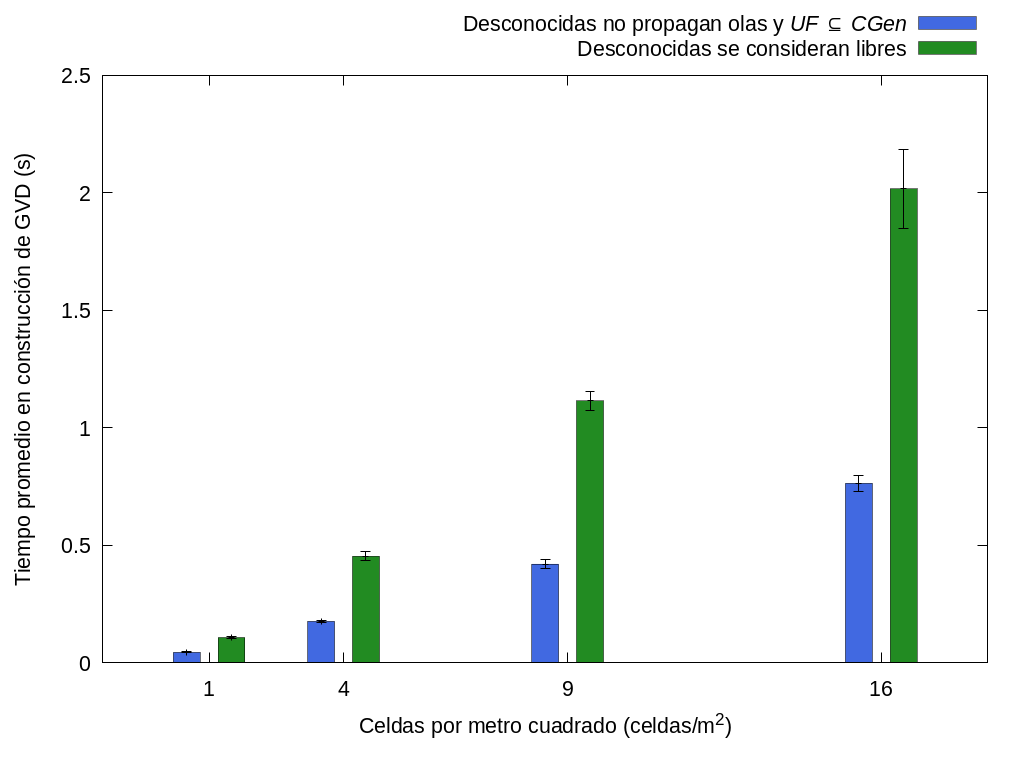 Desconocidas no propagan olas y UF ⊆ CGen
Desconocidas se consideran libres
2.5
2
1.5
1
0.5
0
Tiempo promedio en construcción de GVD (s)
1 4 9 16
Celdas por metro cuadrado (celdas/m²)